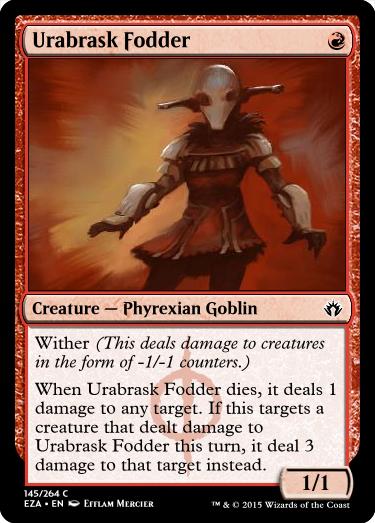 Urabrask Fodder
Creature — Phyrexian Goblin
Wither (This deals damage to creatures
in the form of -1/-1 counters.)
When Urabrask Fodder dies, it deals 1
damage to any target. If this targets a
creature that dealt damage to
Urabrask Fodder this turn, it deal 3
damage to that target instead.
1/1
145/264 C
EZA • EN Efflam Mercier
™ & © 2015 Wizards of the Coast